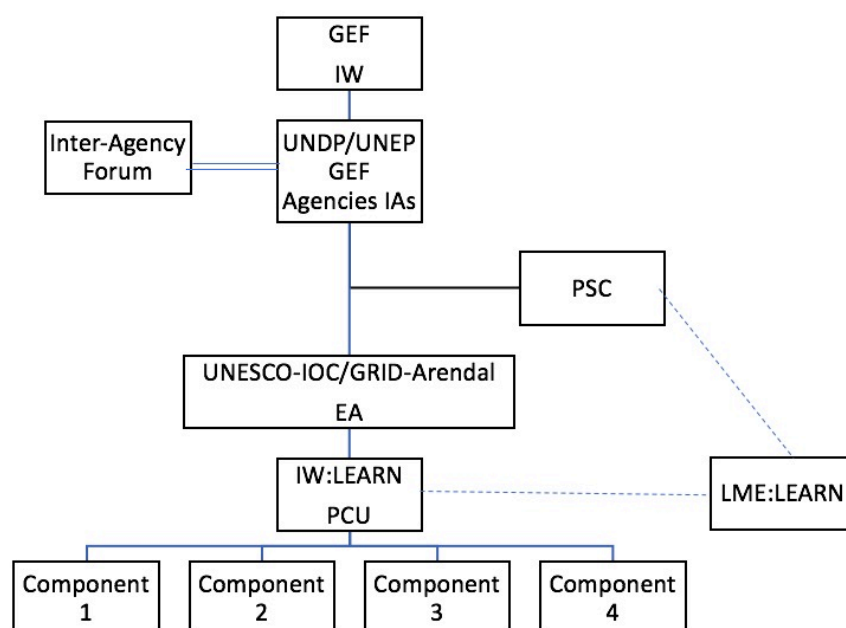 GEF
IW
Inter-Agency
Forum
UNDP/UNEP
GEF
Agencies IAs
PSC
UNESCO-IOC/GRID-Arendal
EA
IW:LEARN
PCU
LME:LEARN
Component
1
Component
2
Component
3
Component
4